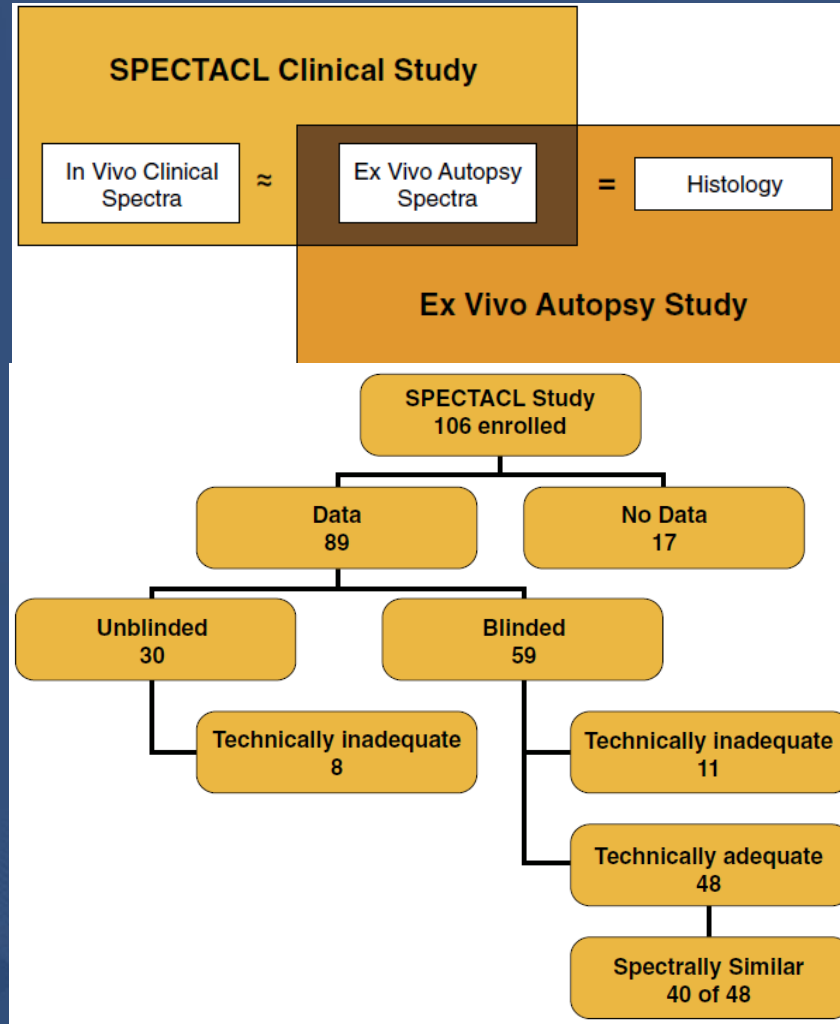 SPECTACL Clinical Study
In Vivo Clinical
Spectra
≈
Ex Vivo Autopsy
Spectra
=
Histology
Ex Vivo Autopsy Study
SPECTACL Study
106 enrolled
Data
89
No Data
17
Unblinded
30
Blinded
59
Technically inadequate
8
Technically inadequate
11
Technically adequate
48
Spectrally Similar
40 of 48